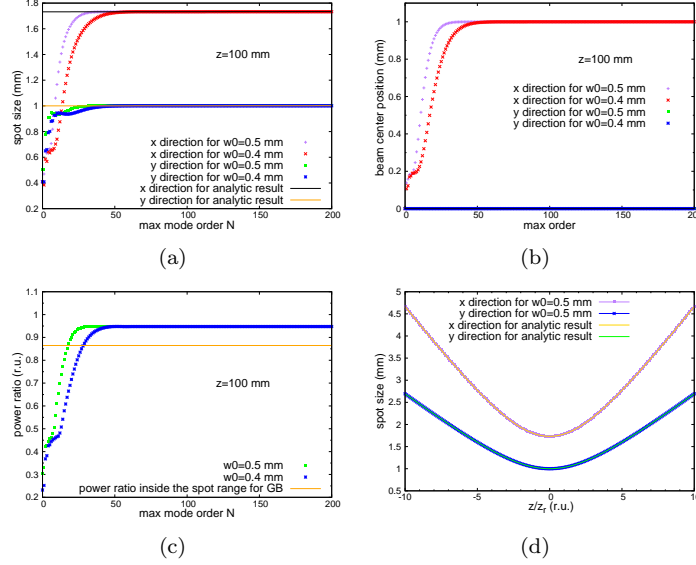 1.8
1.6
1.4
1.2
1
0.8
0.6
0.4
0.2
spot size (mm)
z=100 mm
x direction for w0=0.5 mm
x direction for w0=0.4 mm
y direction for w0=0.5 mm
y direction for w0=0.4 mm
x direction for analytic result
y direction for analytic result
0 50 100 150 200
max mode order N
(a)
1
0.8
0.6
0.4
0.2
0
beam center position (mm)
z=100 mm
x direction for w0=0.5 mm
x direction for w0=0.4 mm
y direction for w0=0.5 mm
y direction for w0=0.4 mm
0 50 100 150 200
max order
(b)
1.1
1
0.9
0.8
0.7
0.6
0.5
0.4
0.3
0.2
power ratio (r.u.)
z=100 mm
w0=0.5 mm
w0=0.4 mm
power ratio inside the spot range for GB
0 50 100 150 200
max mode order N
(c)
5
4.5
4
3.5
3
2.5
2
1.5
1
0.5
spot size (mm)
x direction for w0=0.5 mm
y direction for w0=0.5 mm
x direction for analytic result
y direction for analytic result
-10 -5 0 5 10
z/zr (r.u.)
(d)